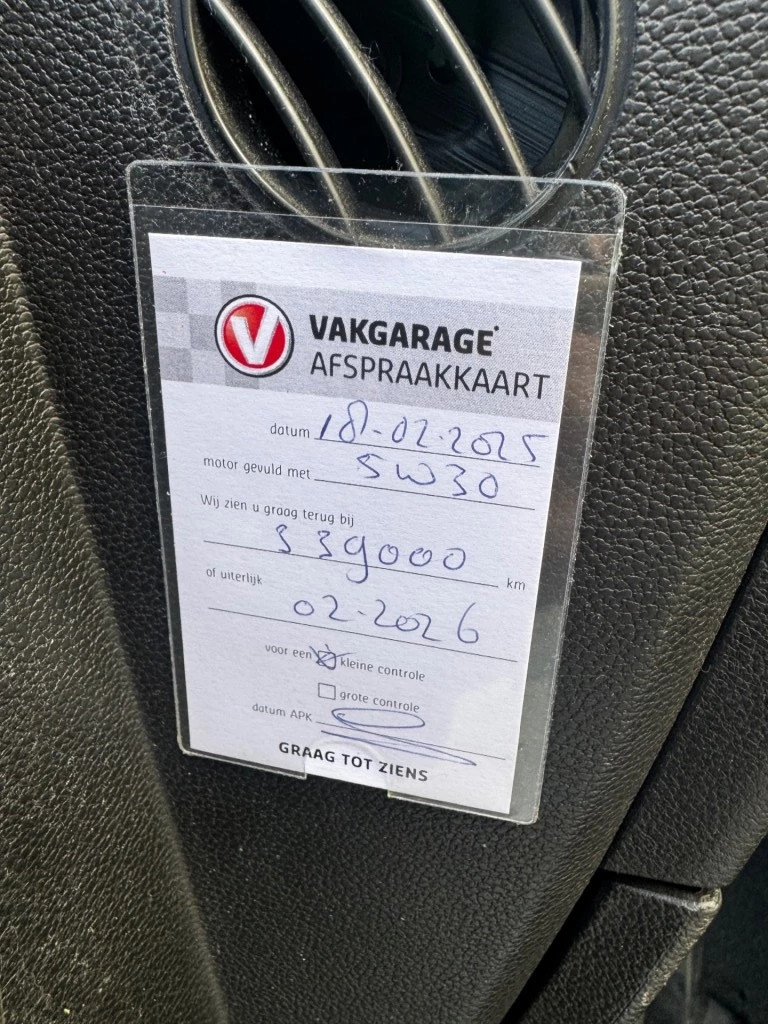 V VAKGARAGE
AFSPRAAKKAART
datum 18-02-2025
motor gevuld met 5W30
Wij zien u graag terug bij
339000 km
of uiterlijk
02-2026
voor een kleine controle
grote controle
datum APK
GRAAG TOT ZIENS